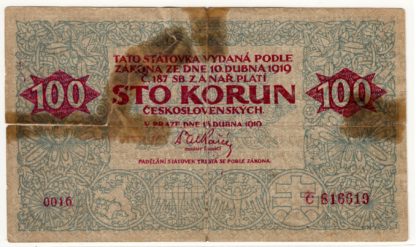 TATO STÁTOVKA VYDANÁ PODLE
ZÁKONA ZE DNE 10. DUBNA 1919
Č. 187 SB. Z. A NAŘ. PLATÍ
100 STO KORUN 100
ČESKOSLOVENSKÝCH.
V PRAZE DNE 15. DUBNA 1919.
PADĚLÁNÍ STÁTOVEK TRESTÁ SE PODLE ZÁKONA.
0016
C 816619